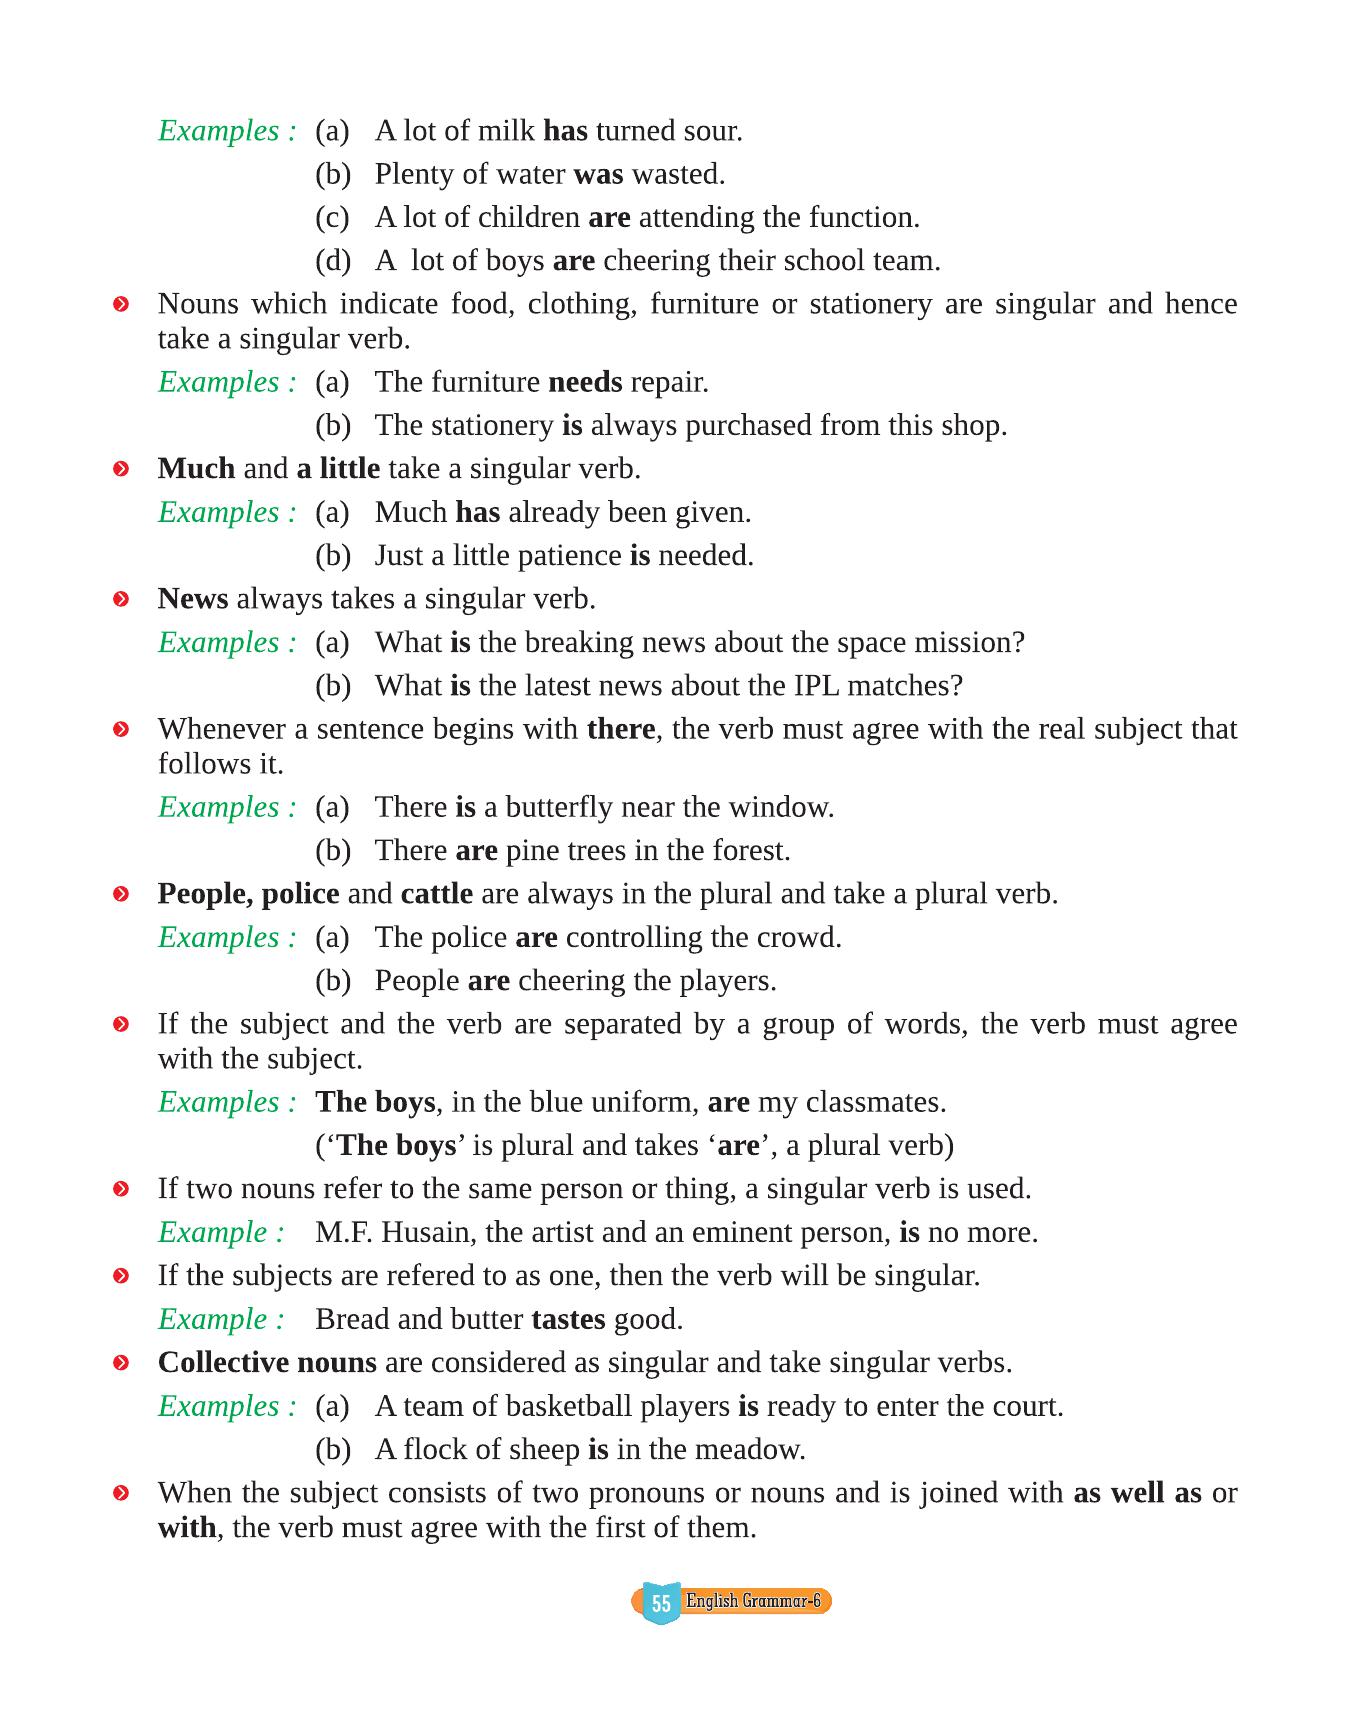 Examples : (a) A lot of milk has turned sour.
(b) Plenty of water was wasted.
(c) A lot of children are attending the function.
(d) A lot of boys are cheering their school team.
Nouns which indicate food, clothing, furniture or stationery are singular and hence
take a singular verb.
Examples : (a) The furniture needs repair.
(b) The stationery is always purchased from this shop.
Much and a little take a singular verb.
Examples : (a) Much has already been given.
(b) Just a little patience is needed.
News always takes a singular verb.
Examples : (a) What is the breaking news about the space mission?
(b) What is the latest news about the IPL matches?
Whenever a sentence begins with there, the verb must agree with the real subject that
follows it.
Examples : (a) There is a butterfly near the window.
(b) There are pine trees in the forest.
People, police and cattle are always in the plural and take a plural verb.
Examples : (a) The police are controlling the crowd.
(b) People are cheering the players.
If the subject and the verb are separated by a group of words, the verb must agree
with the subject.
Examples : The boys, in the blue uniform, are my classmates.
(‘The boys’ is plural and takes ‘are’, a plural verb)
If two nouns refer to the same person or thing, a singular verb is used.
Example : M.F. Husain, the artist and an eminent person, is no more.
If the subjects are refered to as one, then the verb will be singular.
Example : Bread and butter tastes good.
Collective nouns are considered as singular and take singular verbs.
Examples : (a) A team of basketball players is ready to enter the court.
(b) A flock of sheep is in the meadow.
When the subject consists of two pronouns or nouns and is joined with as well as or
with, the verb must agree with the first of them.
55 English Grammar-6